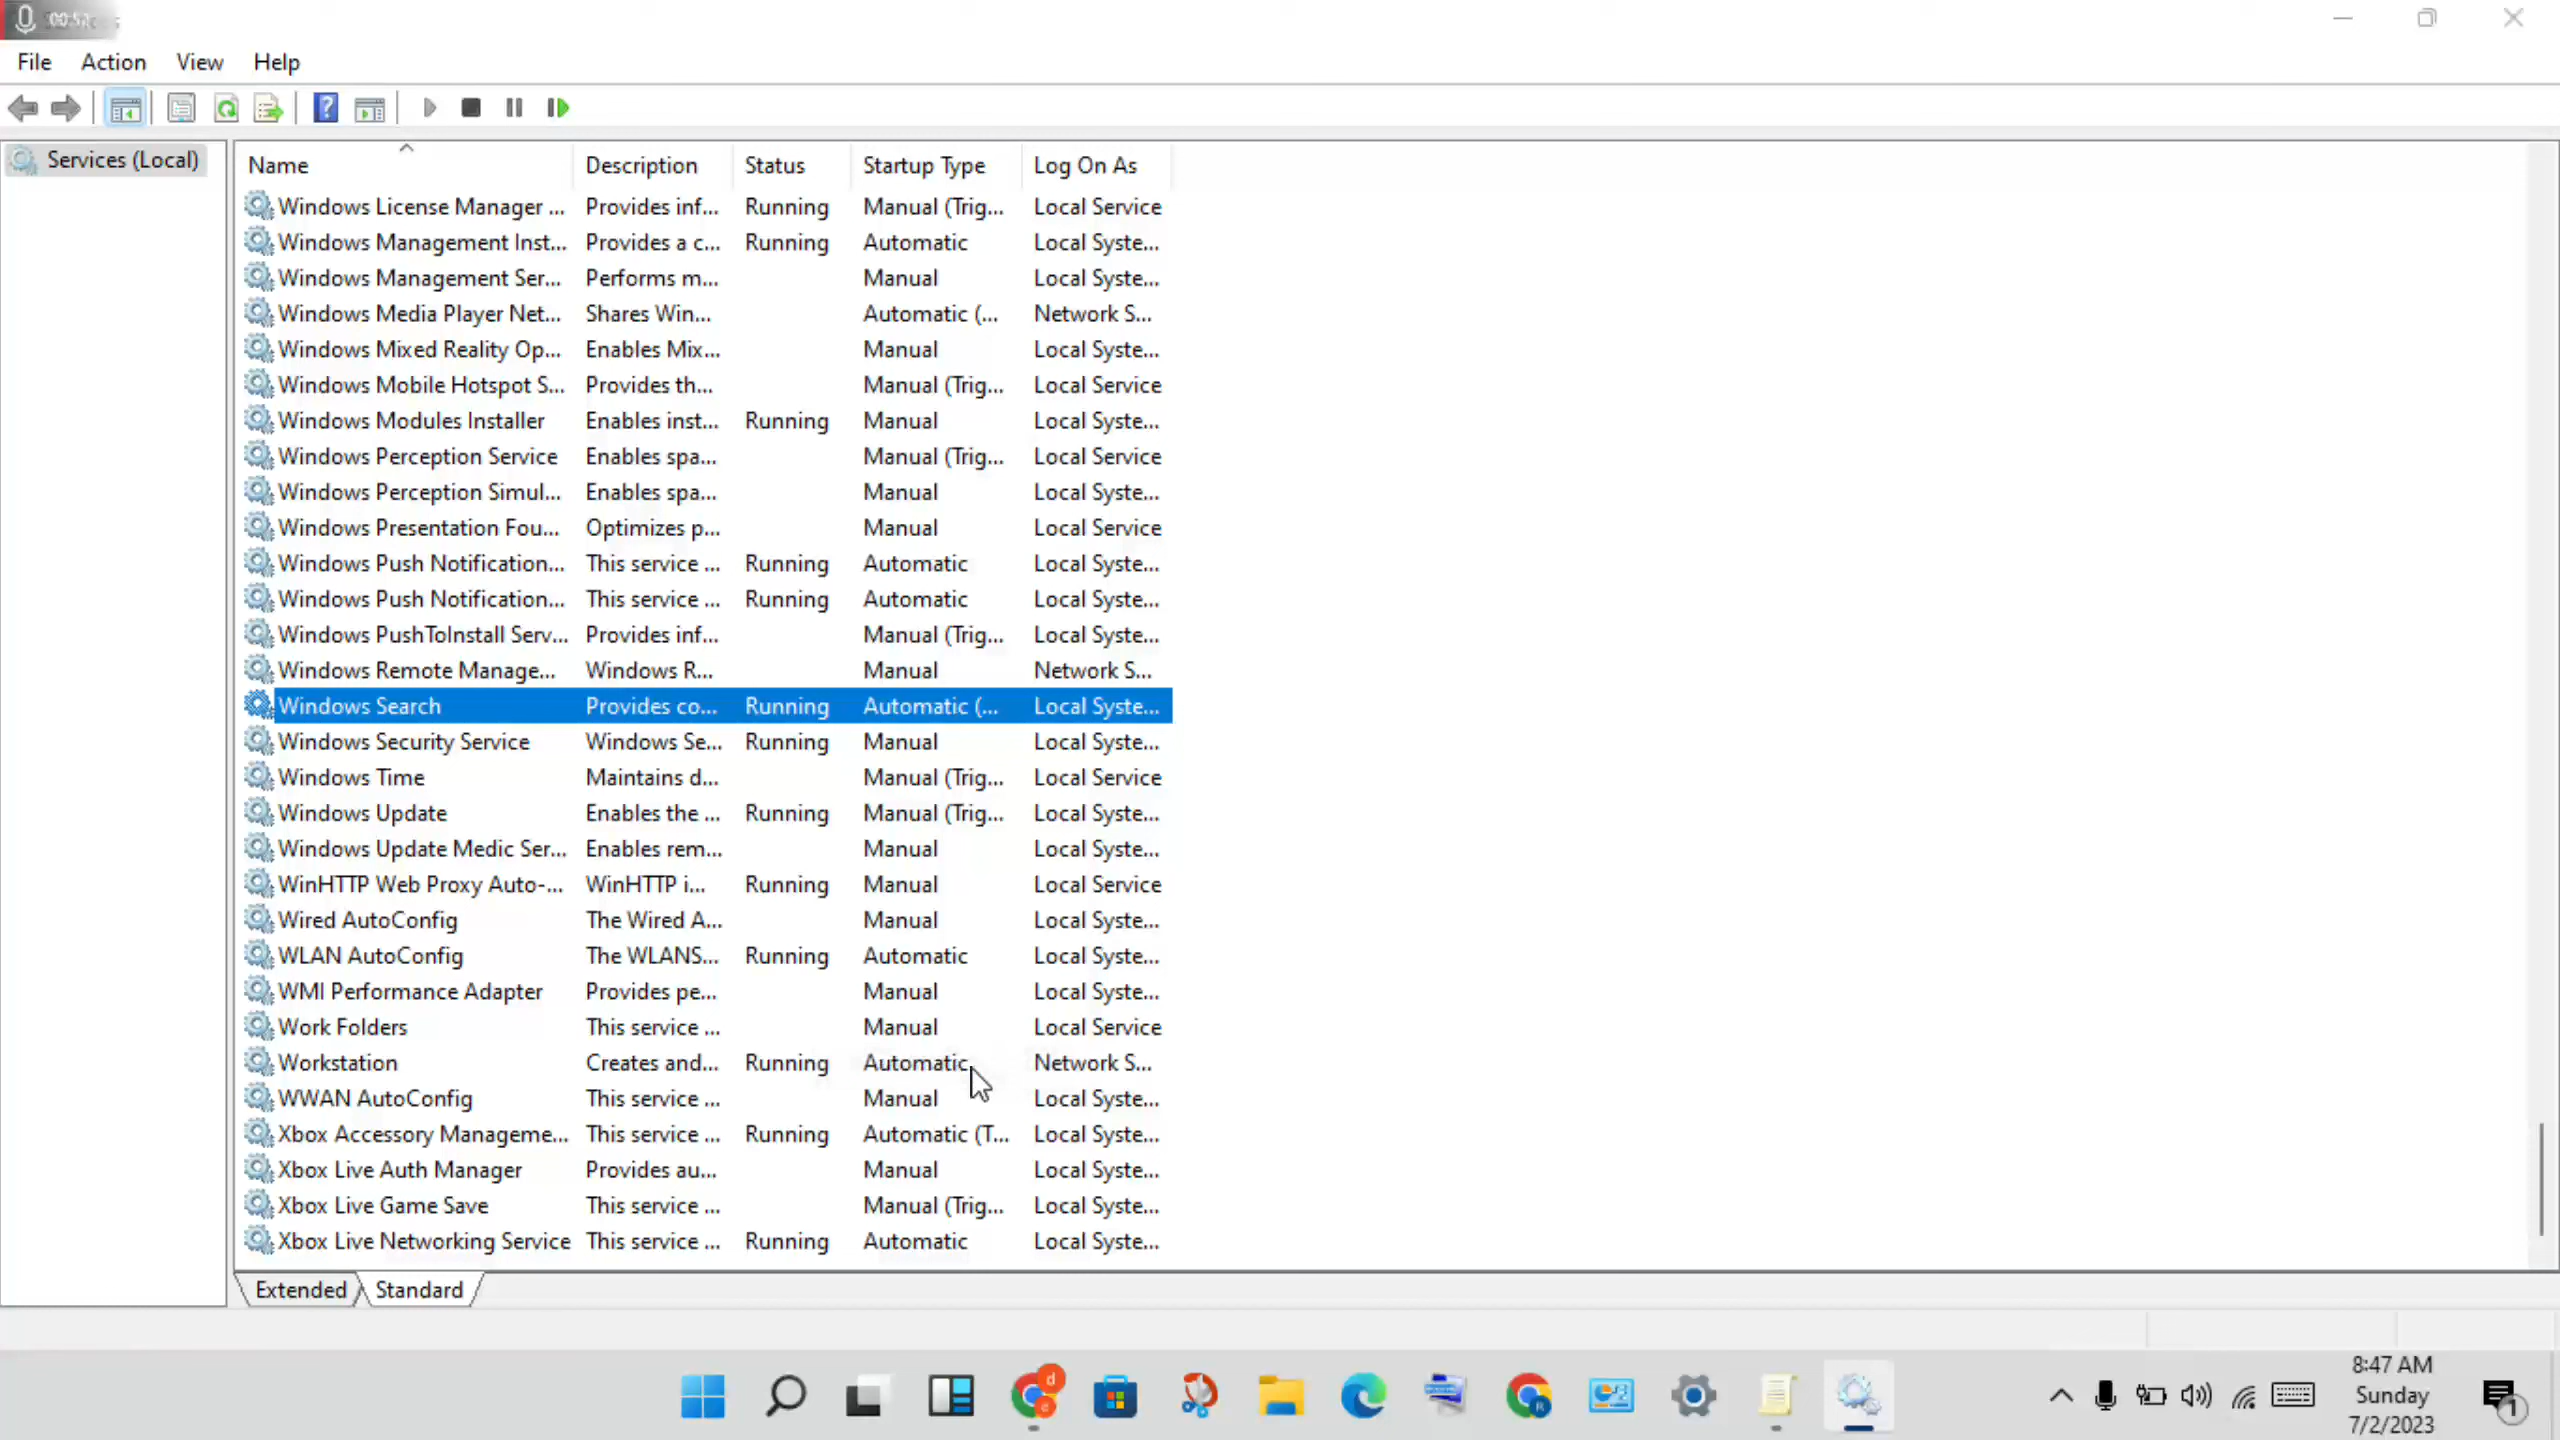 00:52
File Action View Help
Services (Local)
Name Description Status Startup Type Log On As
Windows License Manager ... Provides inf... Running Manual (Trig... Local Service
Windows Management Inst... Provides a c... Running Automatic Local Syste...
Windows Management Ser... Performs m... Manual Local Syste...
Windows Media Player Net... Shares Win... Automatic (... Network S...
Windows Mixed Reality Op... Enables Mix... Manual Local Syste...
Windows Mobile Hotspot S... Provides th... Manual (Trig... Local Service
Windows Modules Installer Enables inst... Running Manual Local Syste...
Windows Perception Service Enables spa... Manual (Trig... Local Service
Windows Perception Simul... Enables spa... Manual Local Syste...
Windows Presentation Fou... Optimizes p... Manual Local Service
Windows Push Notification... This service ... Running Automatic Local Syste...
Windows Push Notification... This service ... Running Automatic Local Syste...
Windows PushToInstall Serv... Provides inf... Manual (Trig... Local Syste...
Windows Remote Manage... Windows R... Manual Network S...
Windows Search Provides co... Running Automatic (... Local Syste...
Windows Security Service Windows Se... Running Manual Local Syste...
Windows Time Maintains d... Manual (Trig... Local Service
Windows Update Enables the ... Running Manual (Trig... Local Syste...
Windows Update Medic Ser... Enables rem... Manual Local Syste...
WinHTTP Web Proxy Auto-... WinHTTP i... Running Manual Local Service
Wired AutoConfig The Wired A... Manual Local Syste...
WLAN AutoConfig The WLANS... Running Automatic Local Syste...
WMI Performance Adapter Provides pe... Manual Local Syste...
Work Folders This service ... Manual Local Service
Workstation Creates and... Running Automatic Network S...
WWAN AutoConfig This service ... Manual Local Syste...
Xbox Accessory Manageme... This service ... Running Automatic (T... Local Syste...
Xbox Live Auth Manager Provides au... Manual Local Syste...
Xbox Live Game Save This service ... Manual (Trig... Local Syste...
Xbox Live Networking Service This service ... Running Automatic Local Syste...
Extended Standard
8:47 AM
Sunday
7/2/2023
1